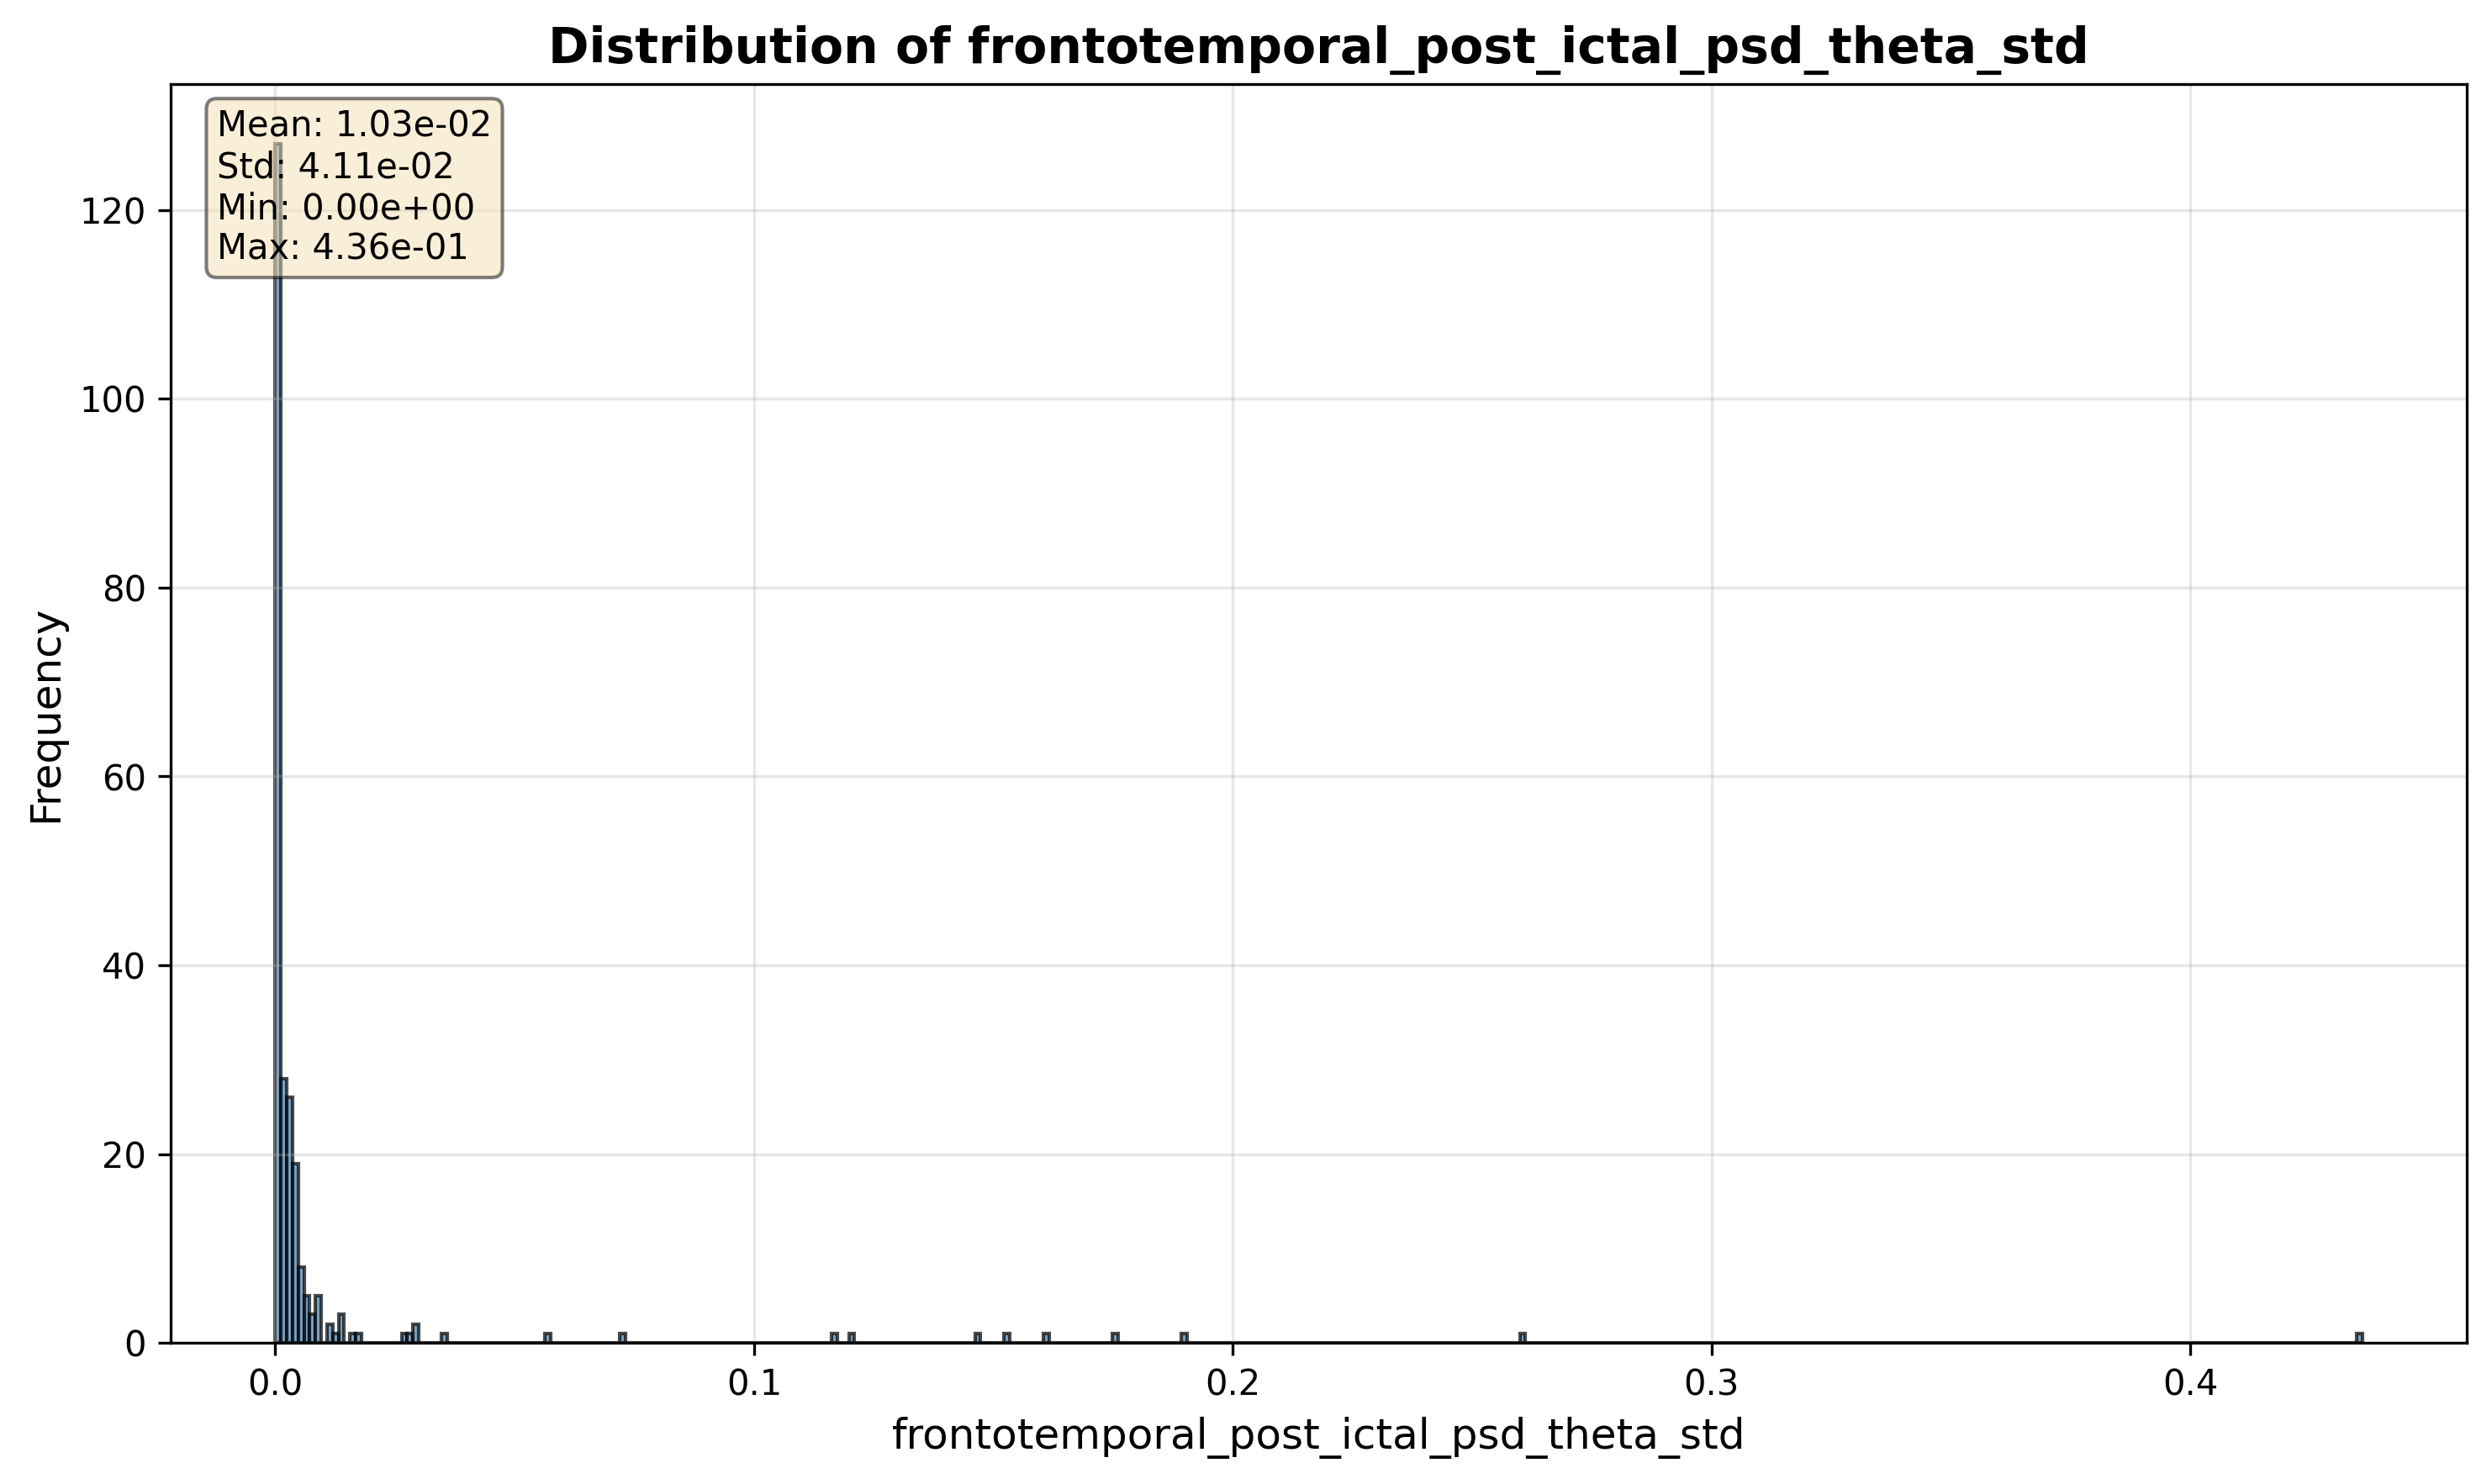 Distribution of frontotemporal_post_ictal_psd_theta_std
Mean: 1.03e-02
Std: 4.11e-02
Min: 0.00e+00
Max: 4.36e-01
120
100
80
60
40
20
0
Frequency
0.0 0.1 0.2 0.3 0.4
frontotemporal_post_ictal_psd_theta_std